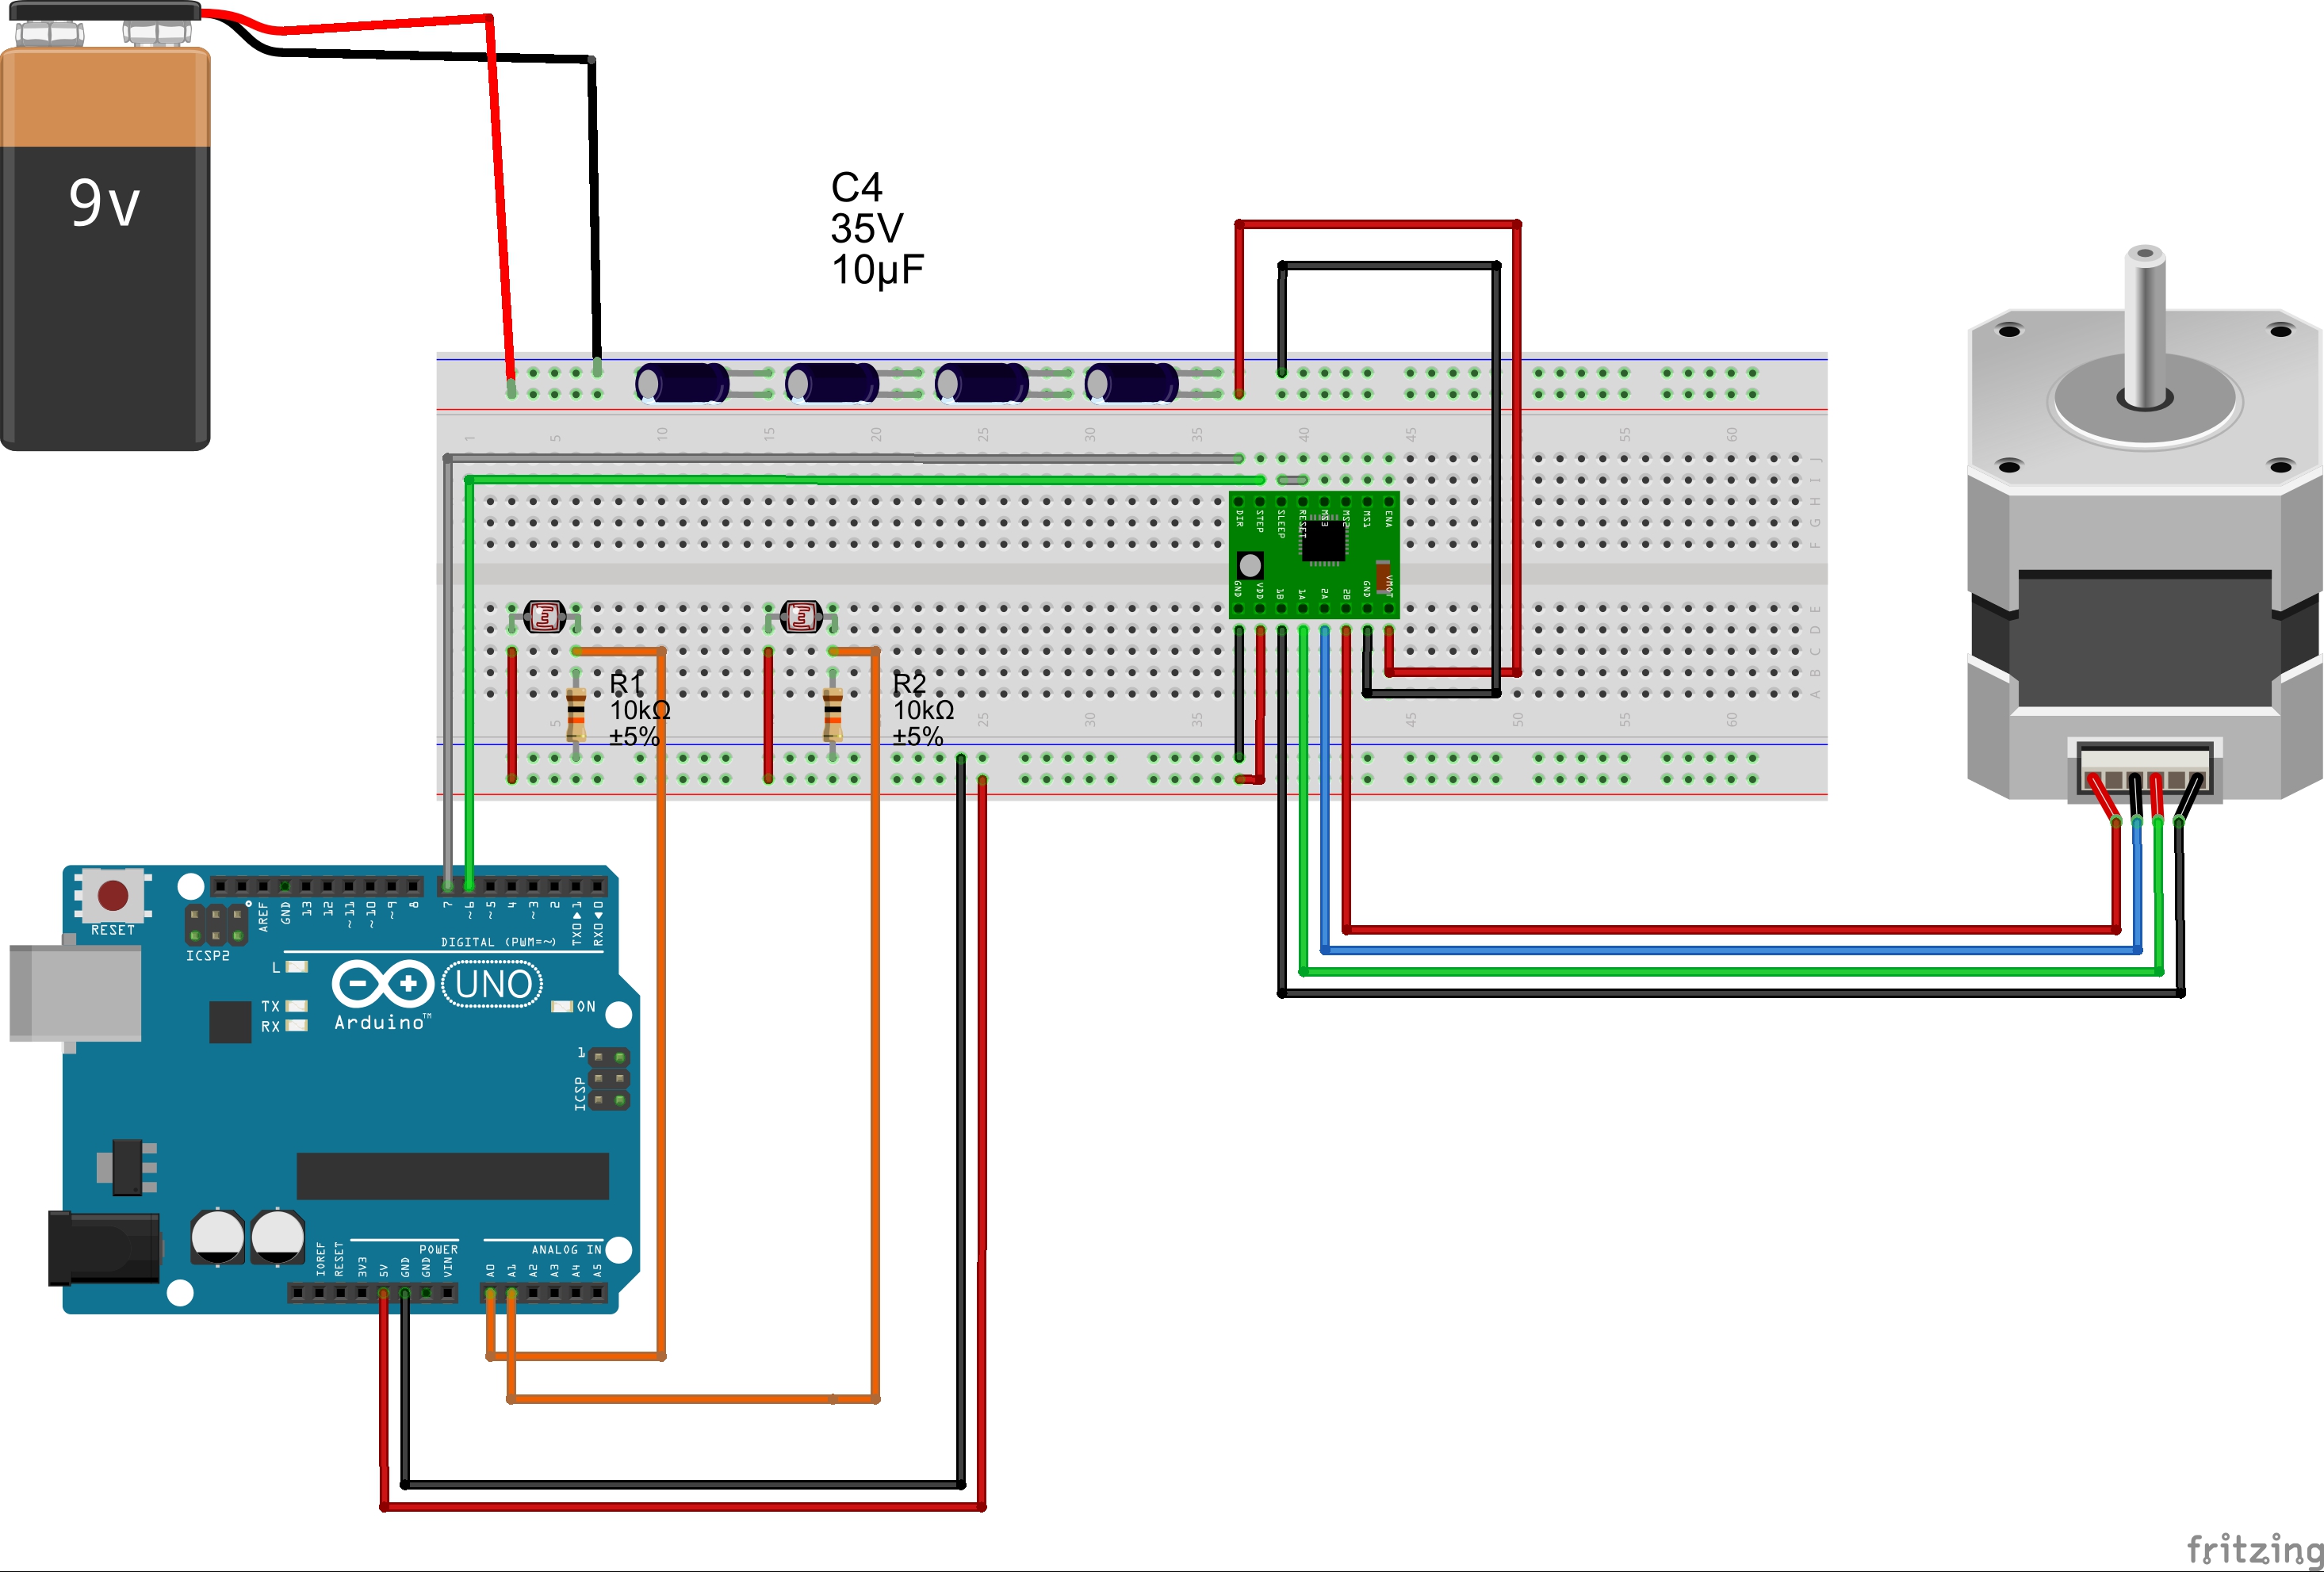 9v
C4
35V
10µF
1 5 10 15 20 25 30 35 40 45 50 55 60
J
I
H
G
F
DIR STEP SLEEP RESET MS3 MS2 MS1 ENA
GND VDD 1B 1A 2A 2B GND VMOT
E
D
C
B
A
R1
10kΩ
±5%
R2
10kΩ
±5%
5 25 30 35 45 50 55 60
RESET
ICSP2
AREF GND 13 12 ~11 ~10 ~9 8 7 ~6 ~5 4 ~3 2 TX0▶1 RX0◀0
DIGITAL (PWM=~)
L
TX
RX
UNO
Arduino™
ON
1
ICSP
POWER
ANALOG IN
IOREF RESET 3V3 5V GND GND VIN A0 A1 A2 A3 A4 A5
fritzing